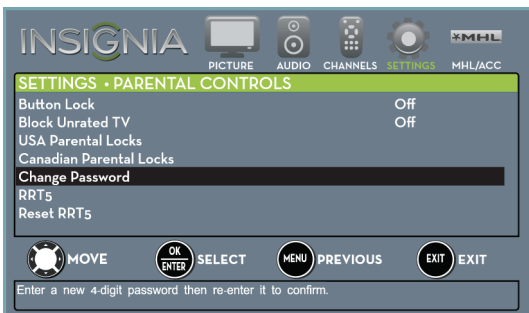 INSIGNIA
PICTURE AUDIO CHANNELS SETTINGS MHL/ACC
MHL
SETTINGS • PARENTAL CONTROLS
Button Lock Off
Block Unrated TV Off
USA Parental Locks
Canadian Parental Locks
Change Password
RRT5
Reset RRT5
MOVE OK ENTER SELECT MENU PREVIOUS EXIT EXIT
Enter a new 4-digit password then re-enter it to confirm.